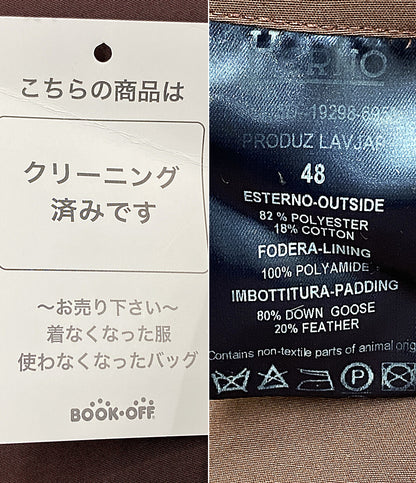 こちらの商品は
クリーニング
済みです
〜お売り下さい〜
着なくなった服
使わなくなったバッグ
BOOK・OFF
PRODUZ LAVJAR
48
ESTERNO-OUTSIDE
82 % POLYESTER
18% COTTON
FODERA-LINING
100% POLYAMIDE
IMBOTTITURA-PADDING
80% DOWN GOOSE
20% FEATHER
Contains non-textile parts of animal orig
P